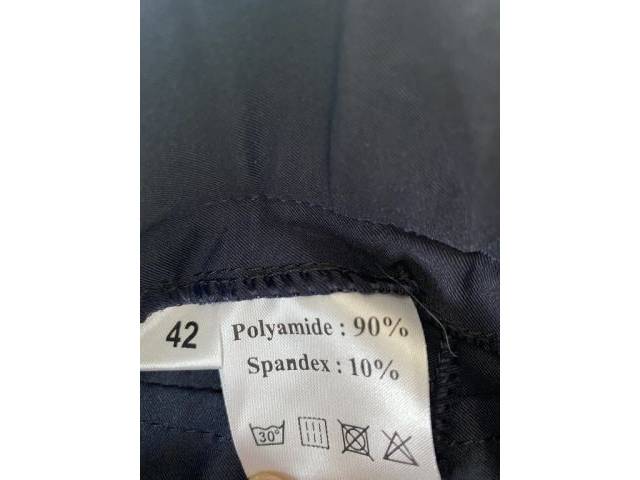 42
Polyamide : 90%
Spandex : 10%
30°